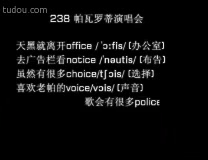 tudou.com
238 帕瓦罗蒂演唱会
天黑就离开office /'ɔ:fis/ (办公室)
去广告栏看notice /'nəutis/ (布告
虽然有很多choice/tʃɔis/ (选择)
喜欢老帕的voice/vɔis/ (声音)
歌会有很多police